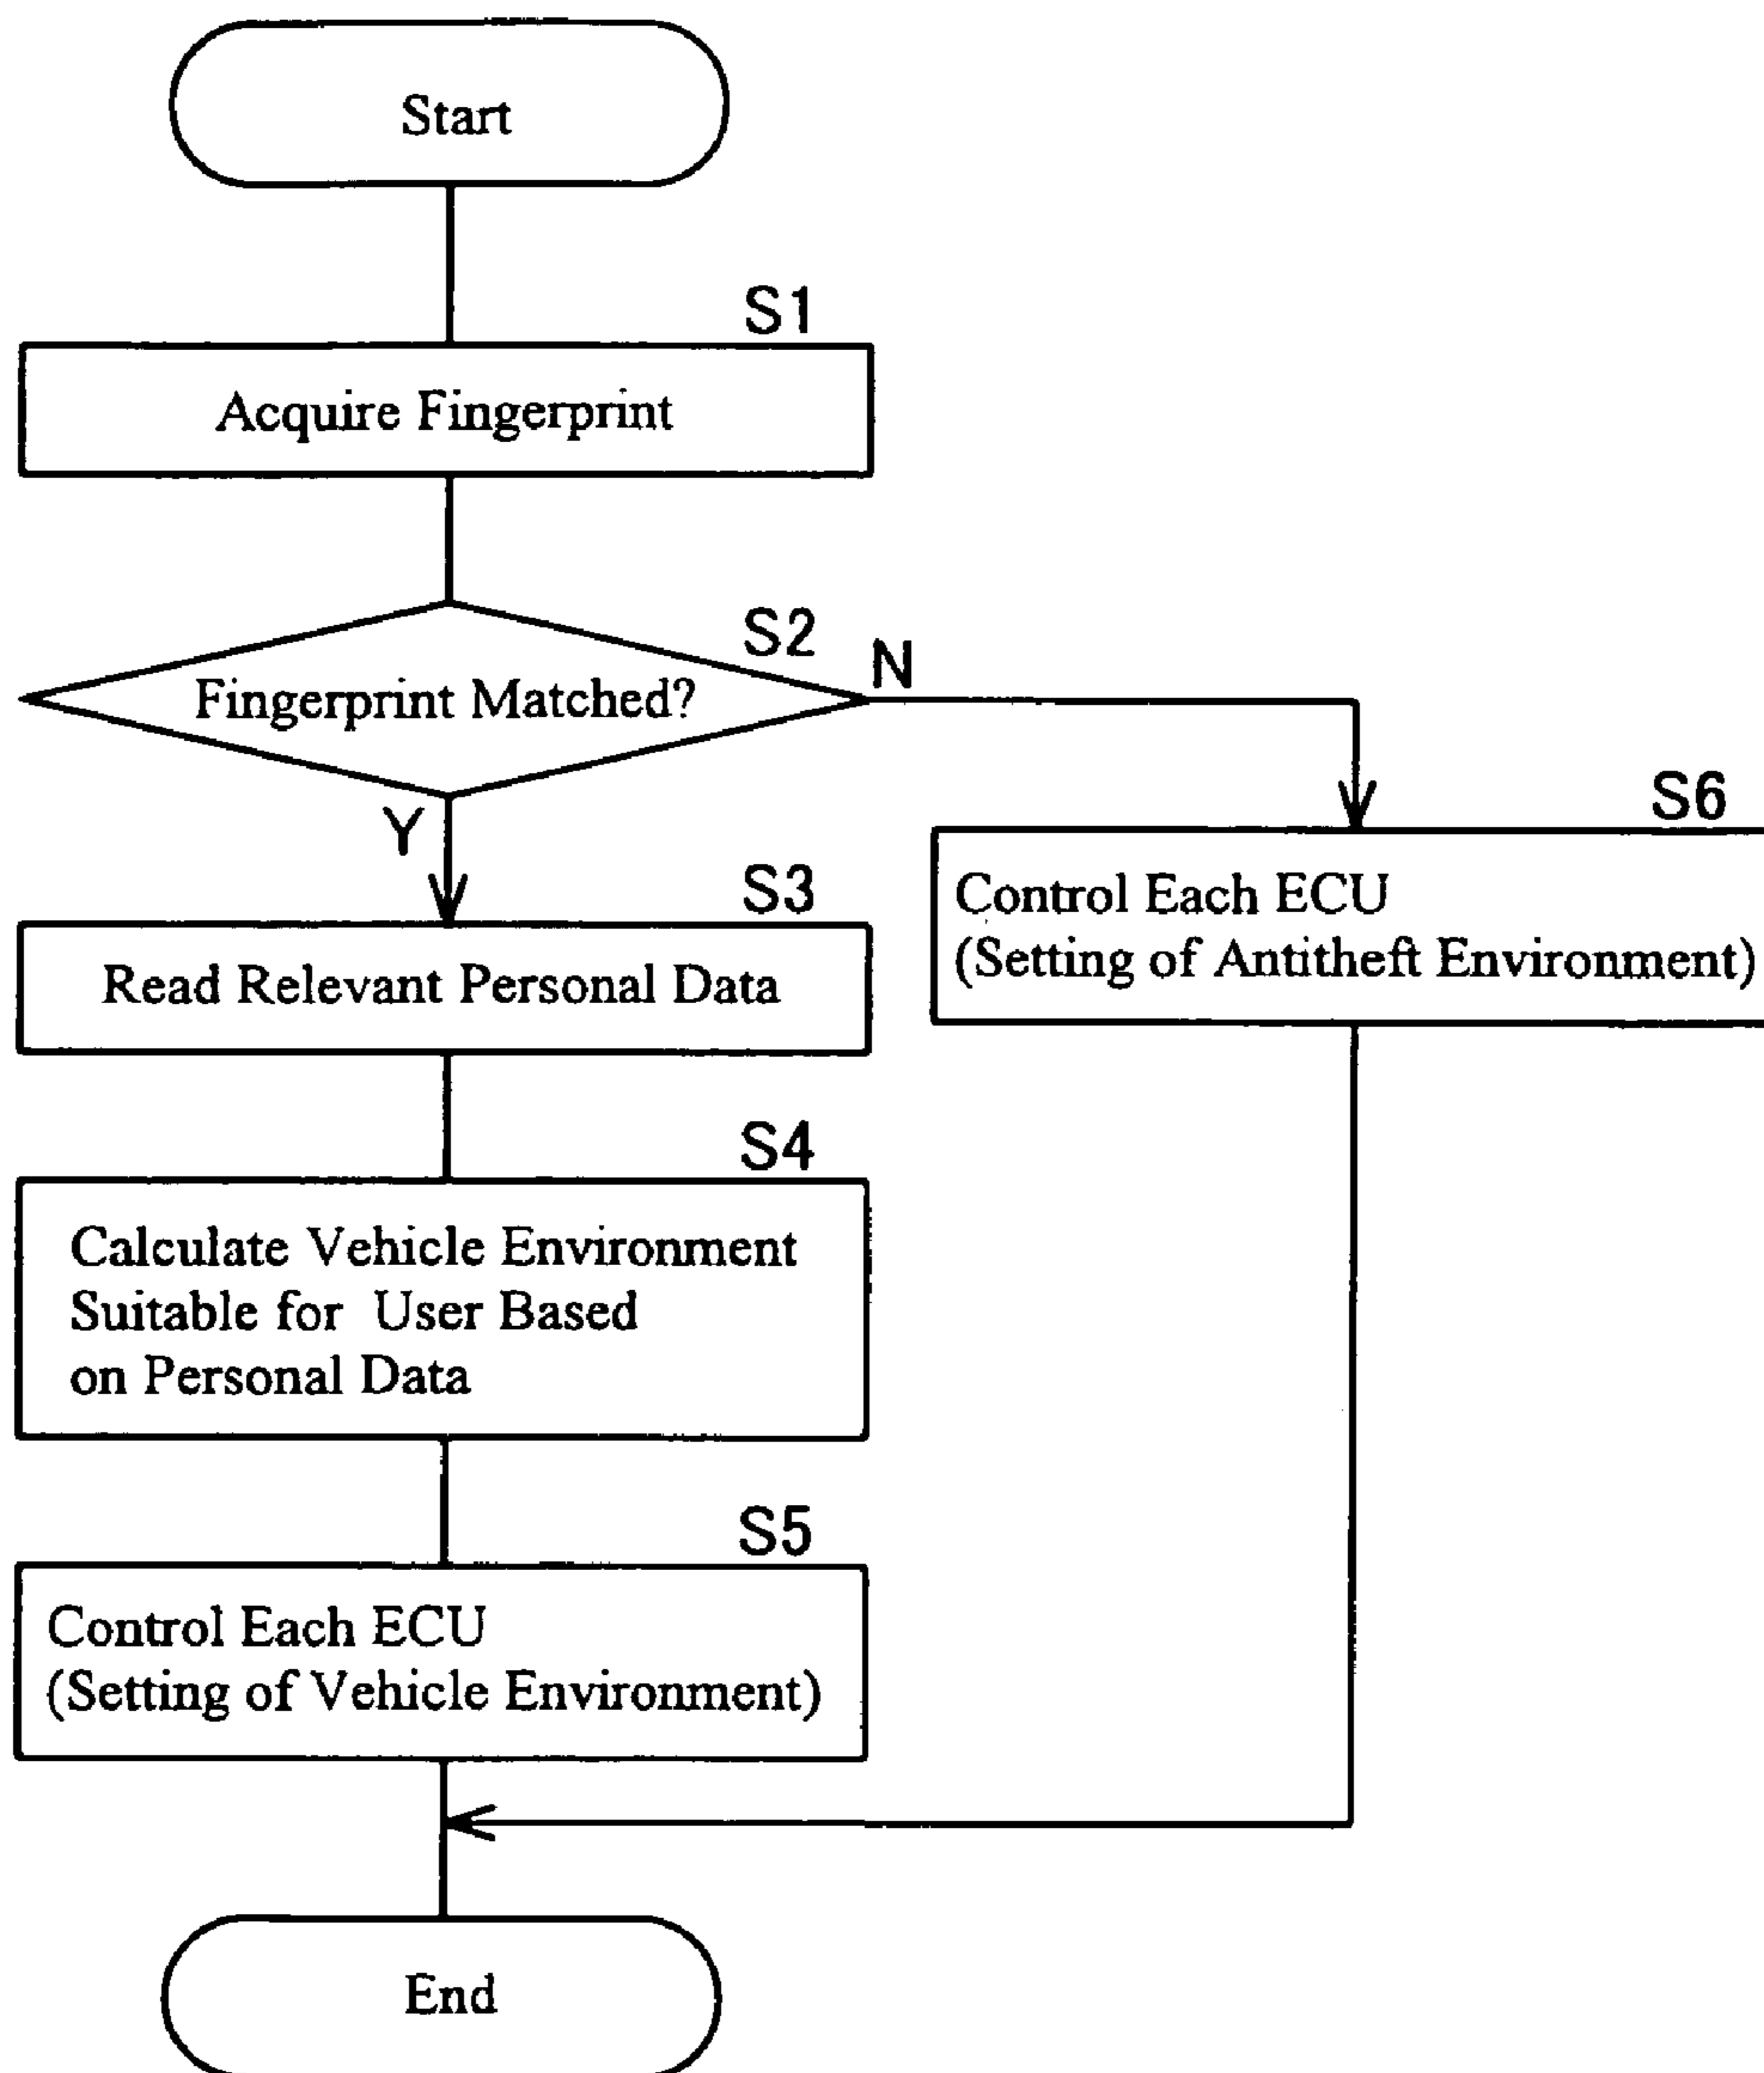 Start
S1
Acquire Fingerprint
S2
N
Fingerprint Matched?
Y
S3
Read Relevant Personal Data
S6
Control Each ECU
(Setting of Antitheft Environment)
S4
Calculate Vehicle Environment
Suitable for User Based
on Personal Data
S5
Control Each ECU
(Setting of Vehicle Environment)
End